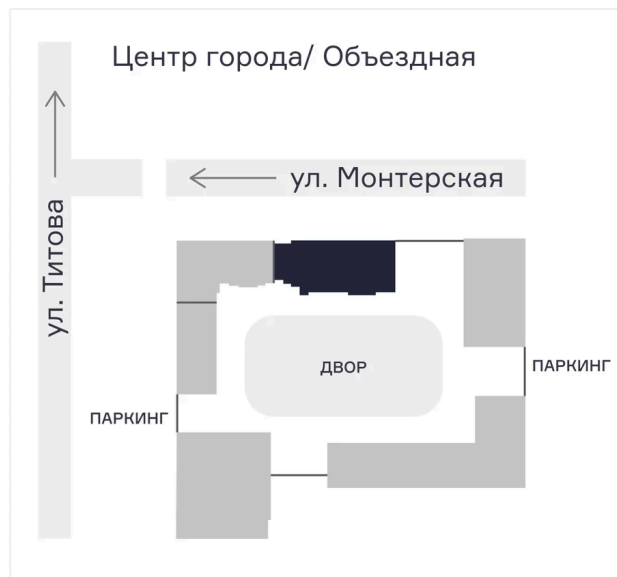 Центр города/ Объездная
ул. Монтерская
ул. Титова
ДВОР
ПАРКИНГ
ПАРКИНГ